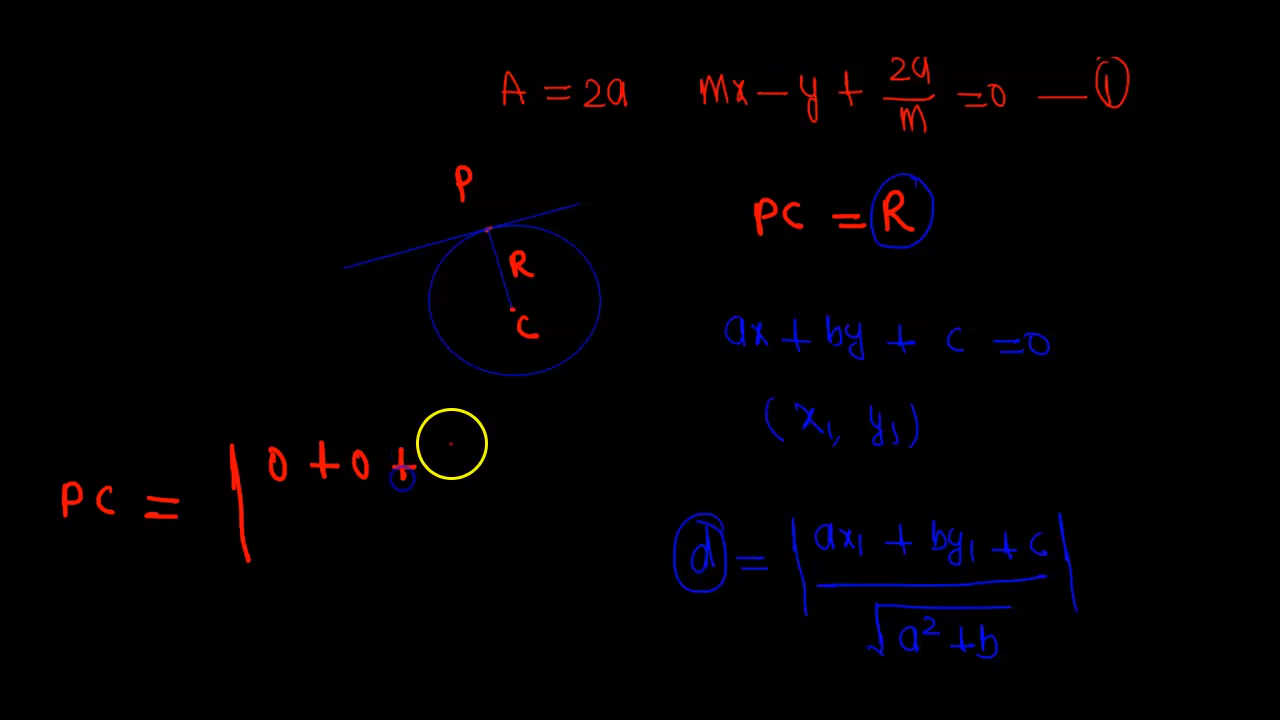 A = 2a mx - y + 2a/m = 0 — ①
P
PC = R
R
C
ax + by + c = 0
(x₁, y₁)
PC = | 0 + 0 +
d = | ax₁ + by₁ + c / √a² + b |